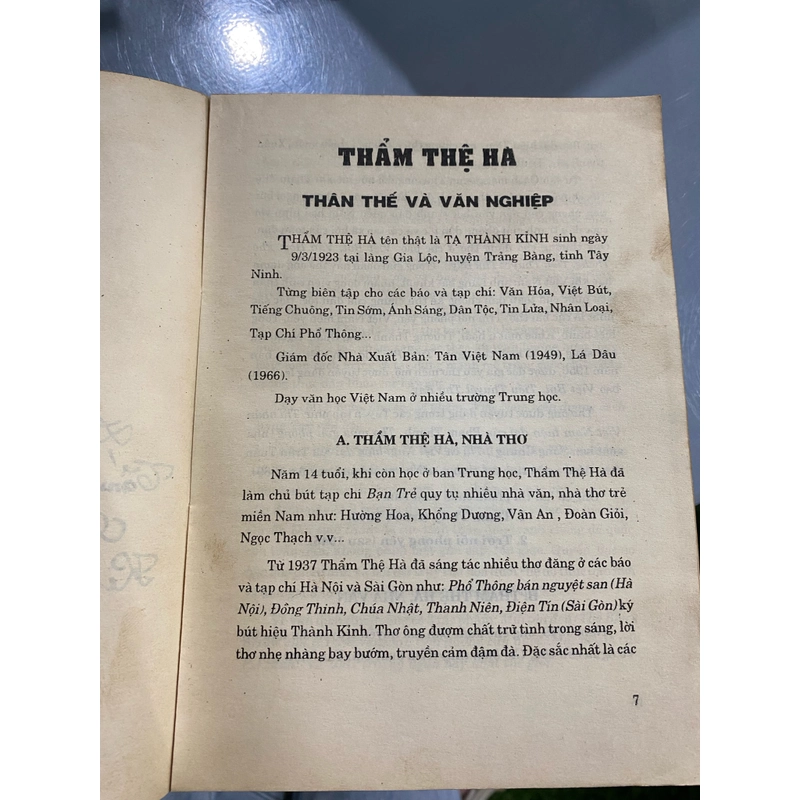 THẨM THỆ HÀ
THÂN THẾ VÀ VĂN NGHIỆP
THẨM THỆ HÀ tên thật là TẠ THÀNH KỈNH sinh ngày
9/3/1923 tại làng Gia Lộc, huyện Trảng Bàng, tỉnh Tây
Ninh.
Từng biên tập cho các báo và tạp chí: Văn Hóa, Việt Bút,
Tiếng Chuông, Tin Sớm, Ánh Sáng, Dân Tộc, Tin Lửa, Nhân Loại,
Tạp Chí Phổ Thông...
Giám đốc Nhà Xuất Bản: Tân Việt Nam (1949), Lá Dâu
(1966).
Dạy văn học Việt Nam ở nhiều trường Trung học.
A. THẨM THỆ HÀ, NHÀ THƠ
Năm 14 tuổi, khi còn học ở ban Trung học, Thẩm Thệ Hà đã
làm chủ bút tạp chí Bạn Trẻ quy tụ nhiều nhà văn, nhà thơ trẻ
miền Nam như: Hường Hoa, Khổng Dương, Vân An , Đoàn Giỏi,
Ngọc Thạch v.v...
Từ 1937 Thẩm Thệ Hà đã sáng tác nhiều thơ đăng ở các báo
và tạp chí Hà Nội và Sài Gòn như: Phổ Thông bán nguyệt san (Hà
Nội), Đồng Thinh, Chúa Nhật, Thanh Niên, Điện Tín (Sài Gòn) ký
bút hiệu Thành Kỉnh. Thơ ông đượm chất trữ tình trong sáng, lời
thơ nhẹ nhàng bay bướm, truyền cảm đậm đà. Đặc sắc nhất là các
7